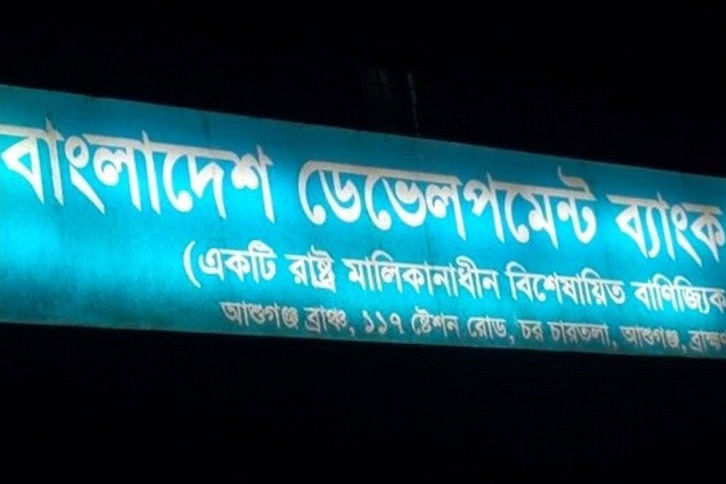 বাংলাদেশ ডেভেলপমেন্ট ব্যাংক
(একটি রাষ্ট্র মালিকানাধীন বিশেষায়িত বাণিজ্যিক
আশুগঞ্জ ব্রাঞ্চ, ১১৭ ষ্টেশন রোড, চর চারতলা, আশুগঞ্জ,